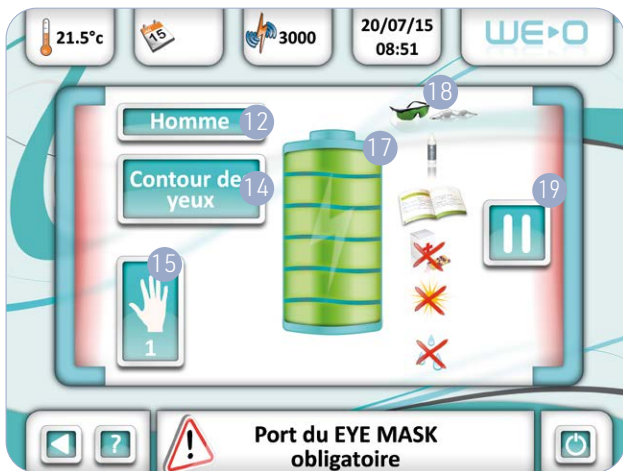 21.5°c
15
3000
20/07/15
08:51
WE►O
Homme
12
17
18
Contour des
yeux
14
19
15
1
?
!
Port du EYE MASK
obligatoire